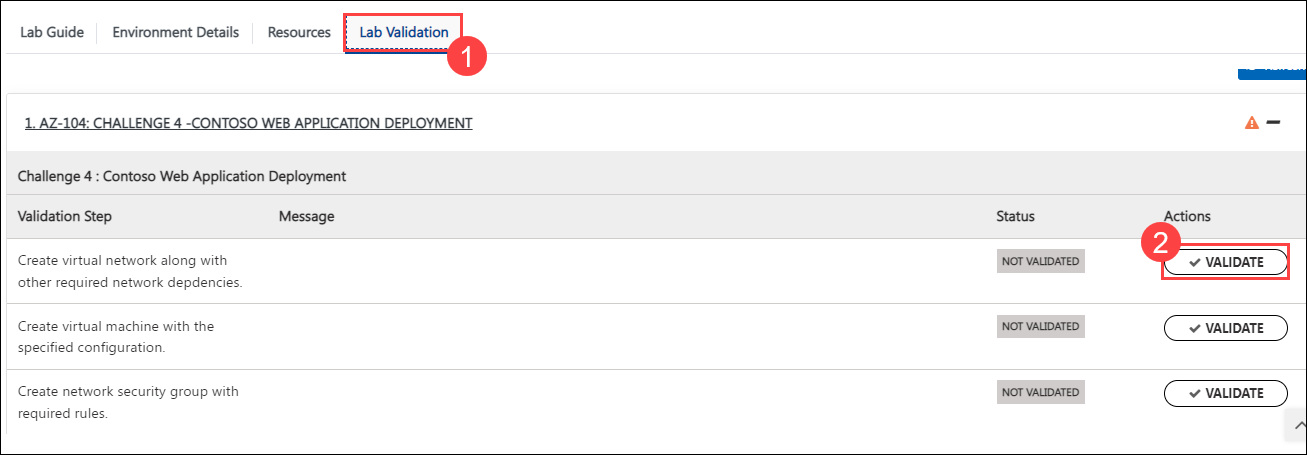 Lab Guide Environment Details Resources Lab Validation
1
1. AZ-104: CHALLENGE 4 -CONTOSO WEB APPLICATION DEPLOYMENT
Challenge 4 : Contoso Web Application Deployment
Validation Step Message Status Actions
2
Create virtual network along with
other required network depdencies.
NOT VALIDATED VALIDATE
Create virtual machine with the
specified configuration.
NOT VALIDATED VALIDATE
Create network security group with
required rules.
NOT VALIDATED VALIDATE